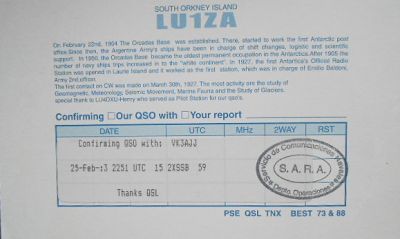 SOUTH ORKNEY ISLAND
LU1ZA
On February 22nd, 1904 The Orcadas Base was established. There, started to work the first Antarctic post
office.Since then, the Argentine Army's ships have been in charge of shift changes, logistic and scientific
support. In 1950, the Orcadas Base became the oldest permanent occupation in the Antarctica. After 1905 the
number of navy ships trips increased in to the "white continent". In 1927, the first Antartica's Official Radio
Station was opened in Laurie Island and it worked as the first station, which was in charge of Emilio Baldoni,
Army 2nd officer.
The first contact on CW was made on March 30th, 1927. The most activity are the study of
Geomagnetic, Meteorology, Seismic Movement, Marine Fauna and the Study of Glaciers.
special thank to LU4DXU-Henry who served as Pilot Station for our qso's.
Confirming Our QSO with Your report
DATE UTC MHz 2WAY RST
Confirming QSO with: VK3AJJ
25-Feb-:3 2251 UTC 15 2XSSB 59
Thanks QSL
Servicio de Comunicaciones Navales
S. A. R. A.
Depto. Operaciones
PSE QSL TNX BEST 73 & 88